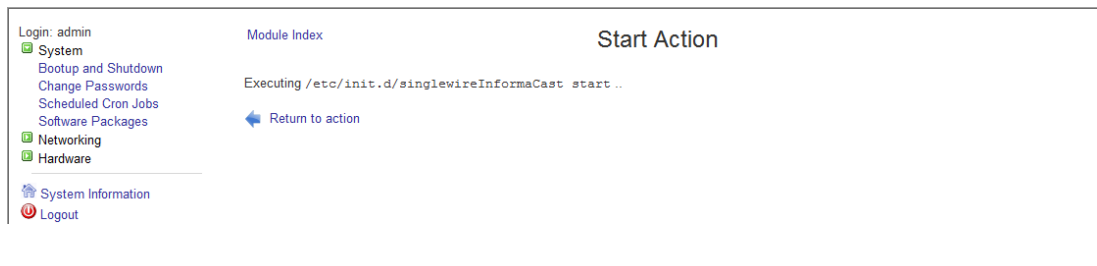 Login: admin
System
Bootup and Shutdown
Change Passwords
Scheduled Cron Jobs
Software Packages
Networking
Hardware
System Information
Logout
Module Index
Start Action
Executing /etc/init.d/singlewireInformaCast start ..
Return to action